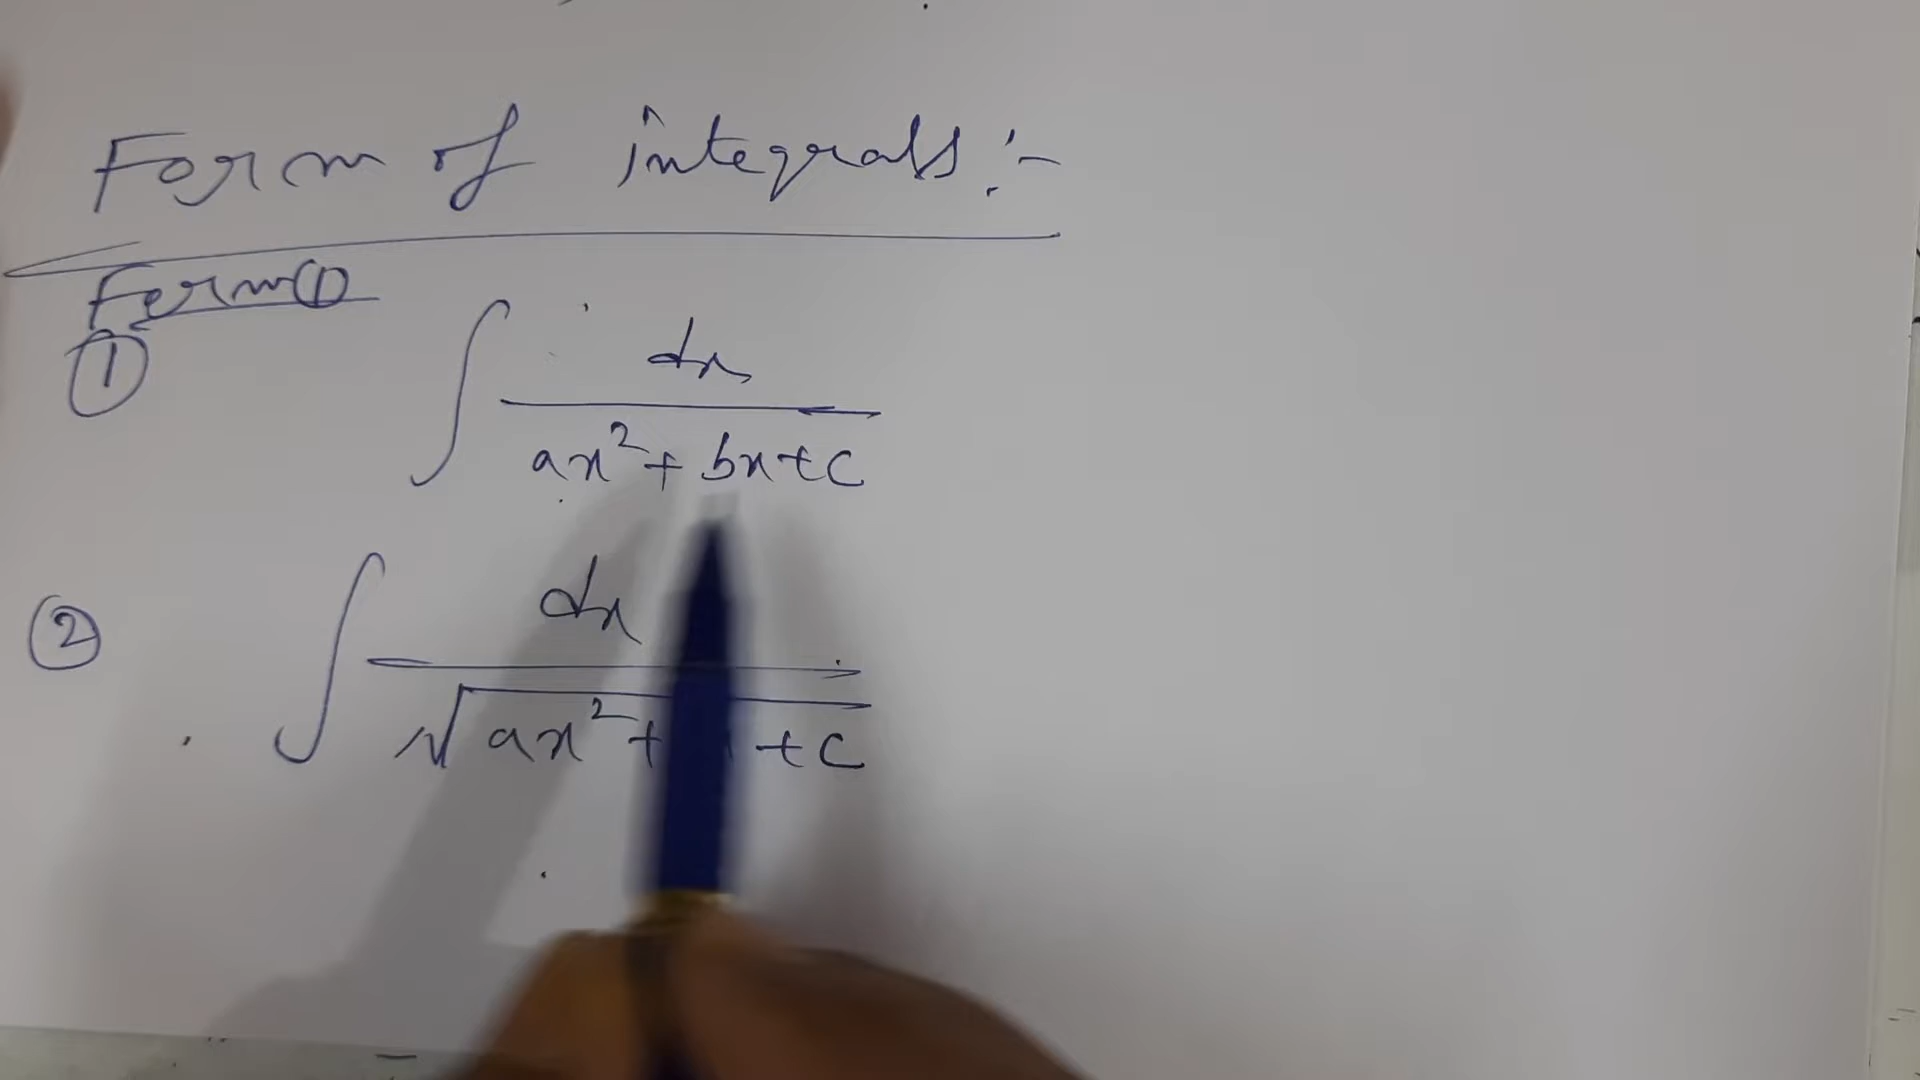 Form of integrals :-
Form ①
① ∫ dx / ax² + bx + c
② ∫ dx / √ax² + + c